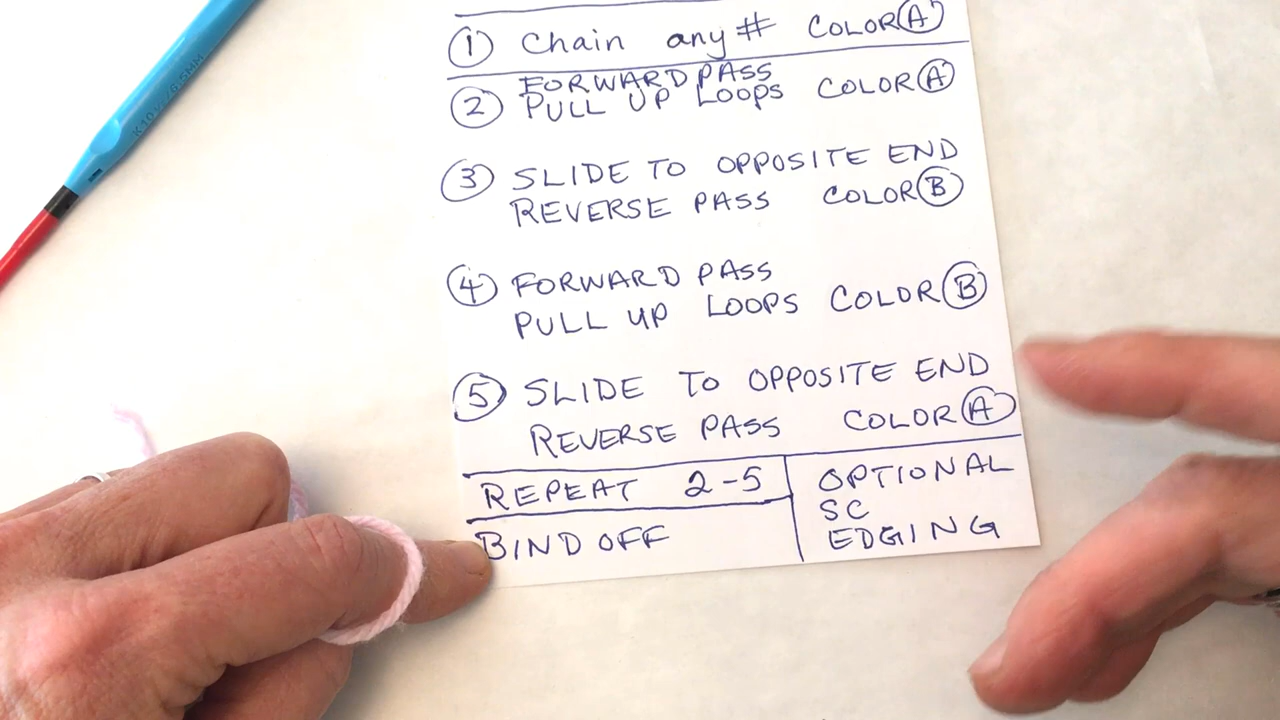 ① Chain any # COLOR Ⓐ
FORWARD PASS
② PULL UP LOOPS COLOR Ⓐ
③ SLIDE TO OPPOSITE END
REVERSE PASS COLOR Ⓑ
④ FORWARD PASS
PULL UP LOOPS COLOR Ⓑ
⑤ SLIDE TO OPPOSITE END
REVERSE PASS COLOR Ⓐ
REPEAT 2-5
BIND OFF
OPTIONAL
SC
EDGING